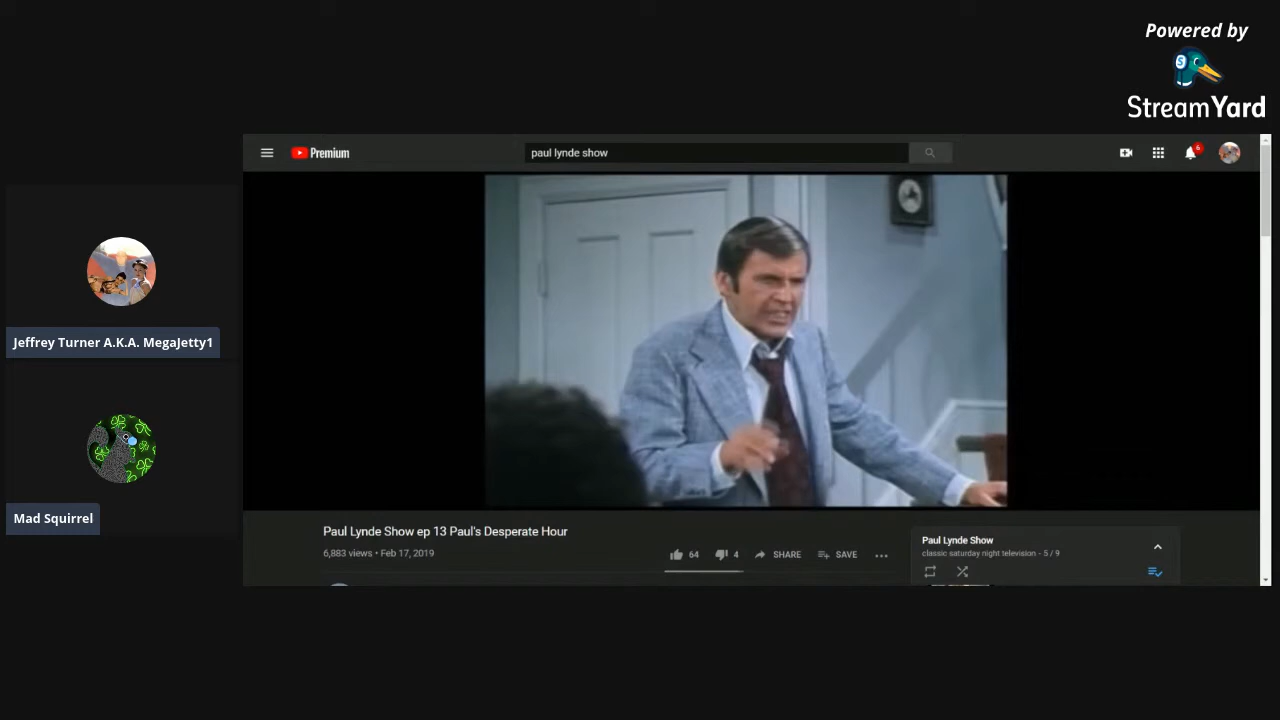 Powered by
StreamYard
Premium
paul lynde show
6
Jeffrey Turner A.K.A. MegaJetty1
Mad Squirrel
Paul Lynde Show ep 13 Paul's Desperate Hour
6,883 views • Feb 17, 2019
64
4
SHARE
SAVE
Paul Lynde Show
classic saturday night television - 5 / 9